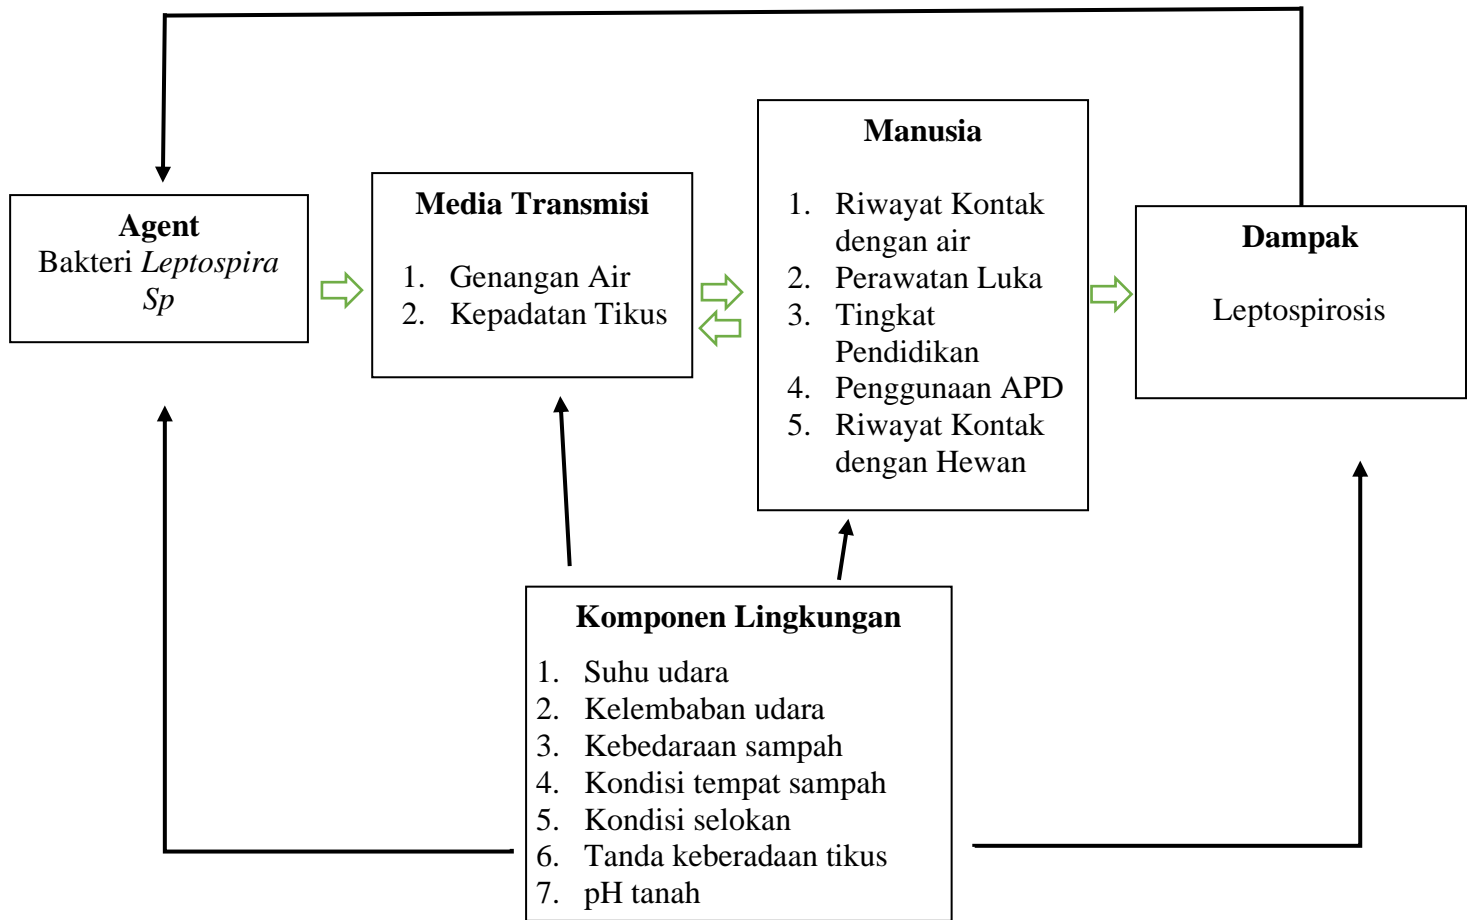 Agent
Bakteri Leptospira
Sp
Media Transmisi
1. Genangan Air
2. Kepadatan Tikus
Manusia
1. Riwayat Kontak
dengan air
2. Perawatan Luka
3. Tingkat
Pendidikan
4. Penggunaan APD
5. Riwayat Kontak
dengan Hewan
Dampak
Leptospirosis
Komponen Lingkungan
1. Suhu udara
2. Kelembaban udara
3. Kebedaraan sampah
4. Kondisi tempat sampah
5. Kondisi selokan
6. Tanda keberadaan tikus
7. pH tanah